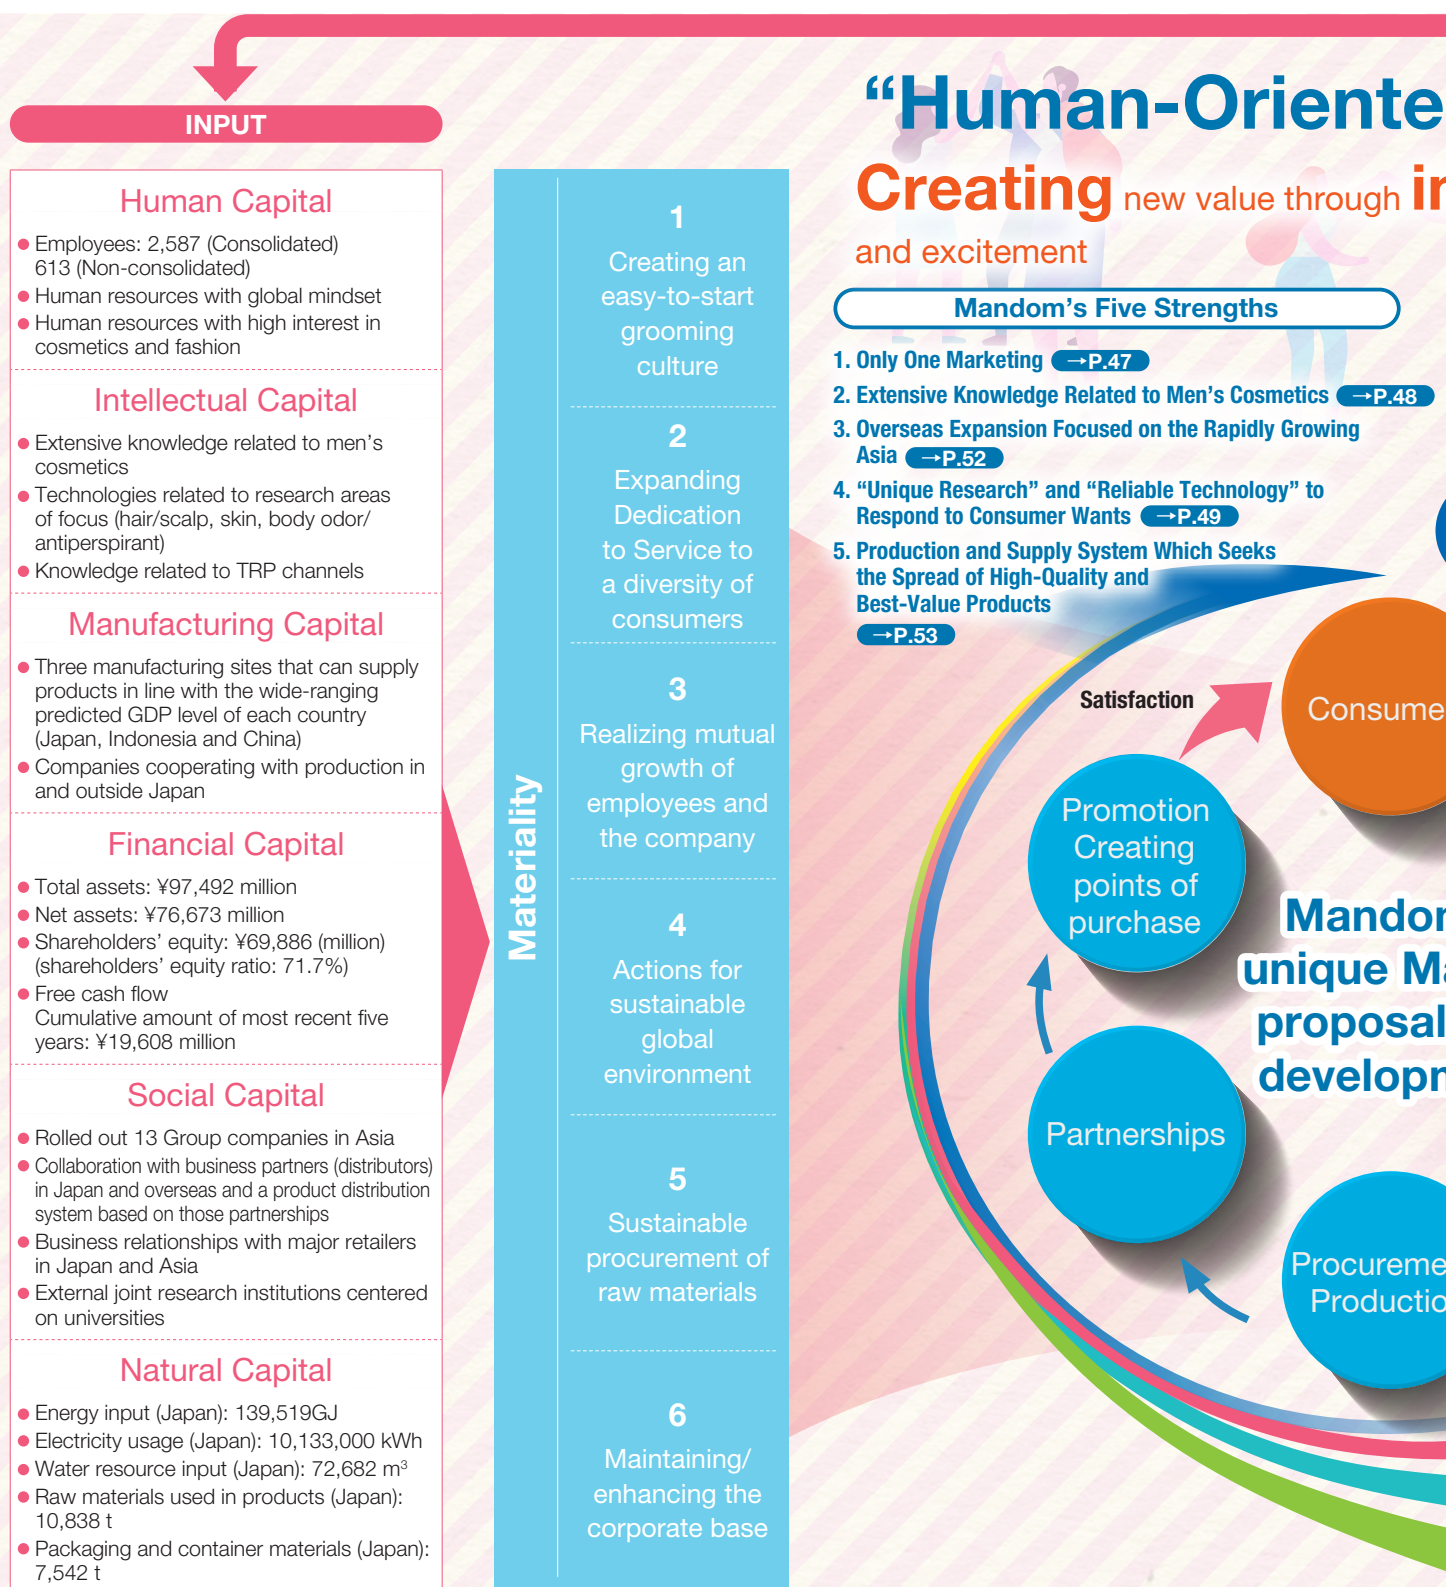 INPUT
Human Capital
● Employees: 2,587 (Consolidated)
613 (Non-consolidated)
● Human resources with global mindset
● Human resources with high interest in
cosmetics and fashion
Intellectual Capital
● Extensive knowledge related to men's
cosmetics
● Technologies related to research areas
of focus (hair/scalp, skin, body odor/
antiperspirant)
● Knowledge related to TRP channels
Manufacturing Capital
● Three manufacturing sites that can supply
products in line with the wide-ranging
predicted GDP level of each country
(Japan, Indonesia and China)
● Companies cooperating with production in
and outside Japan
Financial Capital
● Total assets: ¥97,492 million
● Net assets: ¥76,673 million
● Shareholders' equity: ¥69,886 (million)
(shareholders' equity ratio: 71.7%)
● Free cash flow
Cumulative amount of most recent five
years: ¥19,608 million
Social Capital
● Rolled out 13 Group companies in Asia
● Collaboration with business partners (distributors)
in Japan and overseas and a product distribution
system based on those partnerships
● Business relationships with major retailers
in Japan and Asia
● External joint research institutions centered
on universities
Natural Capital
● Energy input (Japan): 139,519GJ
● Electricity usage (Japan): 10,133,000 kWh
● Water resource input (Japan): 72,682 m³
● Raw materials used in products (Japan):
10,838 t
● Packaging and container materials (Japan):
7,542 t
Materiality
1
Creating an
easy-to-start
grooming
culture
2
Expanding
Dedication
to Service to
a diversity of
consumers
3
Realizing mutual
growth of
employees and
the company
4
Actions for
sustainable
global
environment
5
Sustainable
procurement of
raw materials
6
Maintaining/
enhancing the
corporate base
“Human-Oriente
Creating new value through in
and excitement
Mandom's Five Strengths
1. Only One Marketing →P.47
2. Extensive Knowledge Related to Men's Cosmetics →P.48
3. Overseas Expansion Focused on the Rapidly Growing
Asia →P.52
4. “Unique Research” and “Reliable Technology” to
Respond to Consumer Wants →P.49
5. Production and Supply System Which Seeks
the Spread of High-Quality and
Best-Value Products
→P.53
Satisfaction
Consume
Promotion
Creating
points of
purchase
Mandom
unique Ma
proposal
developm
Partnerships
Procureme
Productio